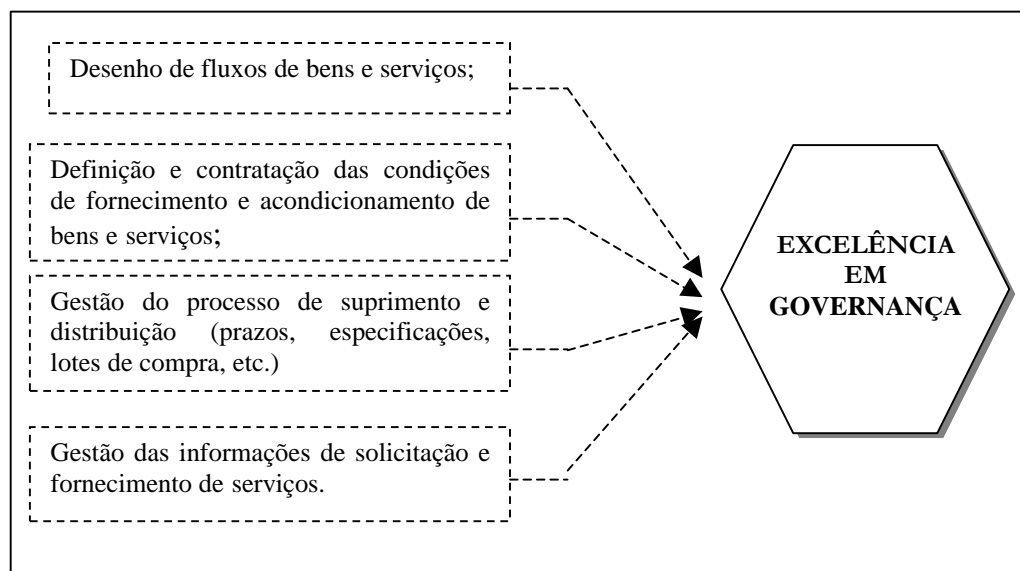 Desenho de fluxos de bens e serviços;
Definição e contratação das condições
de fornecimento e acondicionamento de
bens e serviços;
Gestão do processo de suprimento e
distribuição (prazos, especificações,
lotes de compra, etc.)
Gestão das informações de solicitação e
fornecimento de serviços.
EXCELÊNCIA
EM
GOVERNANÇA